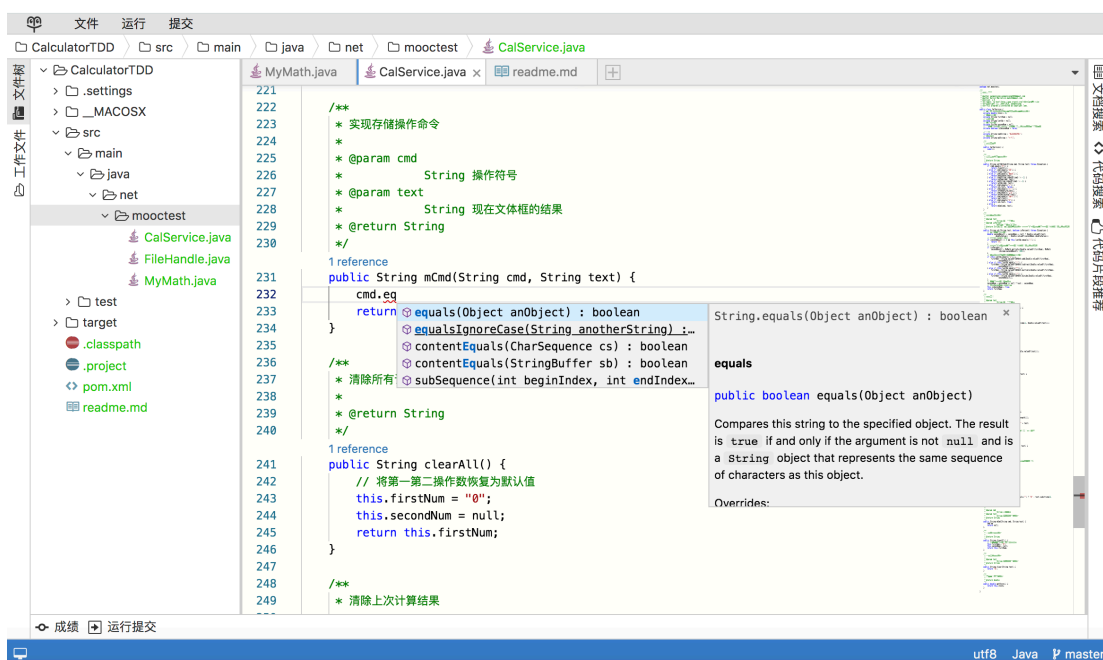 文件 运行 提交
CalculatorTDD src main java net mooctest CalService.java
文件树
工作文件
CalculatorTDD
.settings
__MACOSX
src
main
java
net
mooctest
CalService.java
FileHandle.java
MyMath.java
test
target
.classpath
.project
pom.xml
readme.md
MyMath.java CalService.java × readme.md
221
222 /**
223 * 实现存储操作命令
224 *
225 * @param cmd
226 * String 操作符号
227 * @param text
228 * String 现在文体框的结果
229 * @return String
230 */
1 reference
231 public String mCmd(String cmd, String text) {
232 cmd.eq
233 return
234 }
235
236 /**
237 * 清除所有
238 *
239 * @return String
240 */
1 reference
241 public String clearAll() {
242 // 将第一第二操作数恢复为默认值
243 this.firstNum = "0";
244 this.secondNum = null;
245 return this.firstNum;
246 }
247
248 /**
249 * 清除上次计算结果
equals(Object anObject) : boolean
equalsIgnoreCase(String anotherString) :…
contentEquals(CharSequence cs) : boolean
contentEquals(StringBuffer sb) : boolean
subSequence(int beginIndex, int endIndex…
String.equals(Object anObject) : boolean ×
equals
public boolean equals(Object anObject)
Compares this string to the specified object. The result
is true if and only if the argument is not null and is
a String object that represents the same sequence
of characters as this object.
Overrides:
文档搜索
代码搜索
代码片段推荐
成绩 运行提交
utf8 Java master